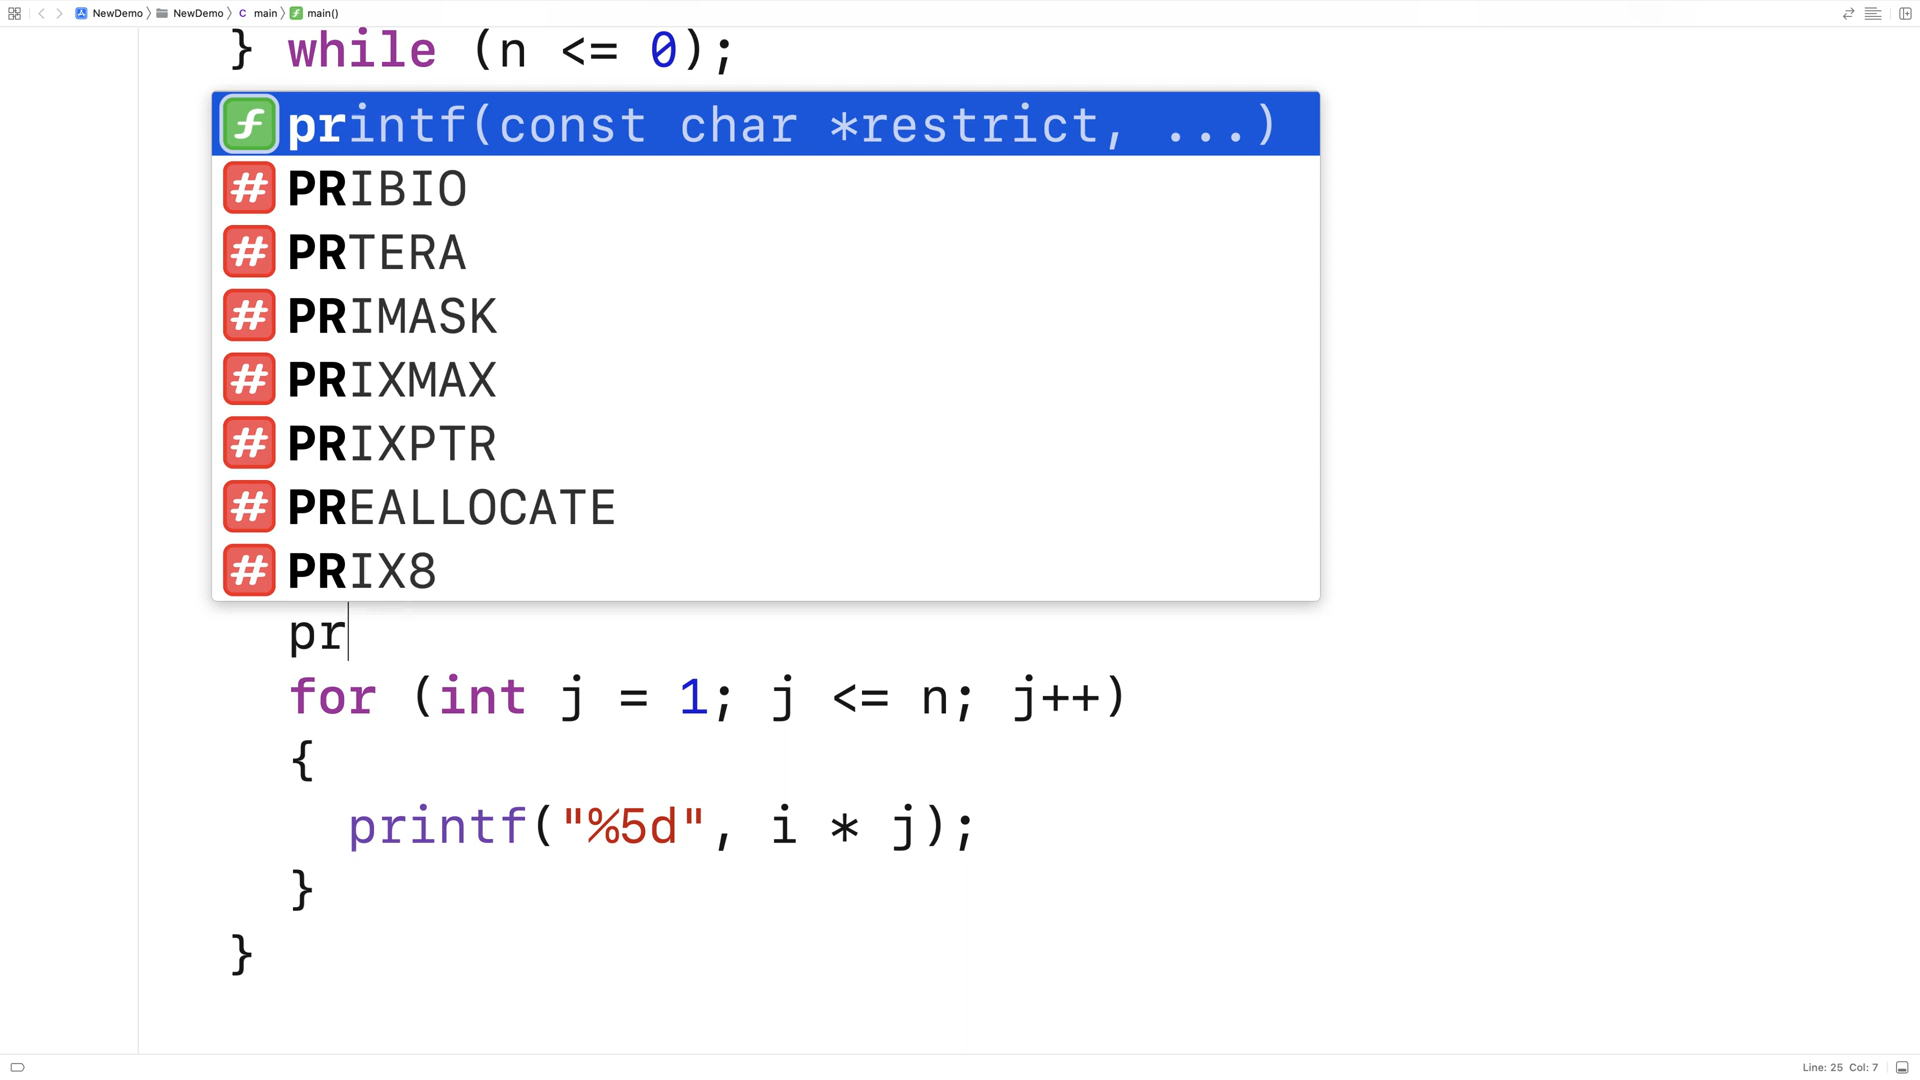 NewDemo NewDemo C main f main()
} while (n <= 0);
f printf(const char *restrict, ...)
# PRIBIO
# PRTERA
# PRIMASK
# PRIXMAX
# PRIXPTR
# PREALLOCATE
# PRIX8
pr
for (int j = 1; j <= n; j++)
{
printf("%5d", i * j);
}
}
Line: 25 Col: 7